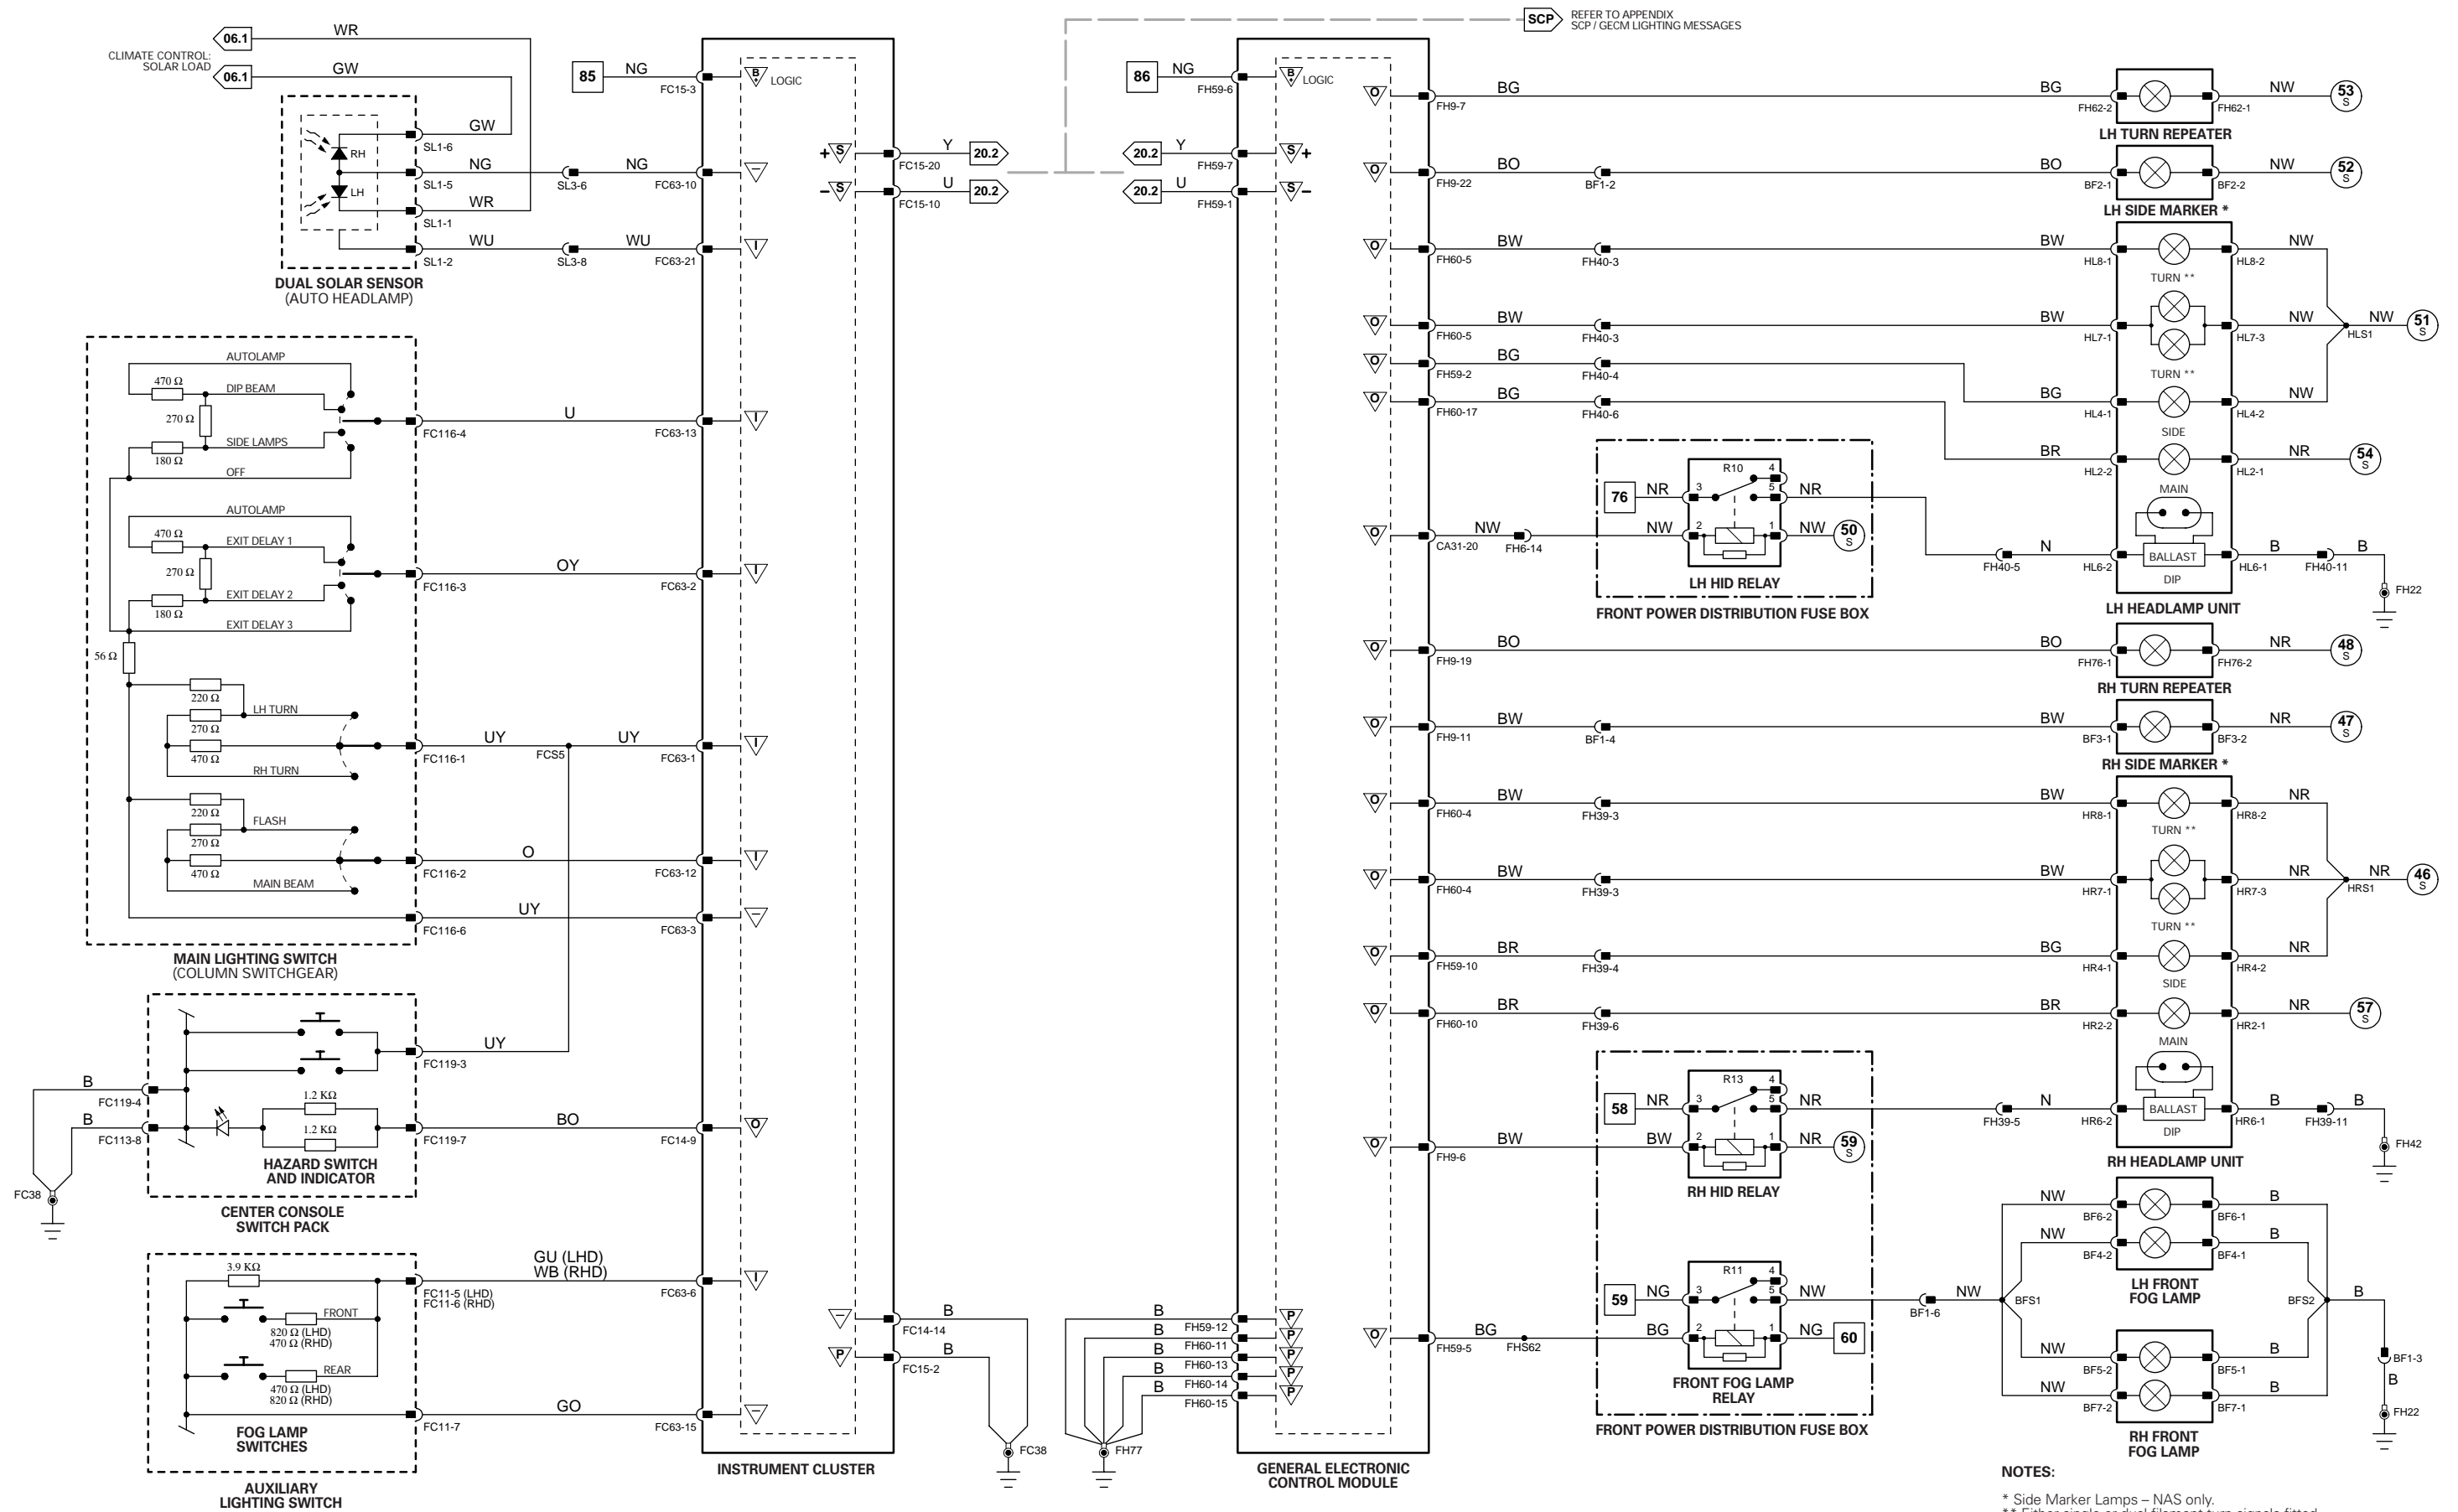 SCP REFER TO APPENDIX
SCP / GECM LIGHTING MESSAGES
06.1 WR
CLIMATE CONTROL:
SOLAR LOAD
06.1 GW
RH
LH
GW
SL1-6
NG SL3-6 NG
SL1-5 FC63-10
WR
SL1-1
WU SL3-8 WU
SL1-2 FC63-21
DUAL SOLAR SENSOR
(AUTO HEADLAMP)
AUTOLAMP
470 Ω
DIP BEAM
270 Ω
SIDE LAMPS
180 Ω
OFF
FC116-4 U FC63-13
AUTOLAMP
470 Ω
EXIT DELAY 1
270 Ω
EXIT DELAY 2
180 Ω
EXIT DELAY 3
FC116-3 OY FC63-2
56 Ω
220 Ω
LH TURN
270 Ω
470 Ω
RH TURN
FC116-1 UY FCS5 UY FC63-1
220 Ω
FLASH
270 Ω
470 Ω
MAIN BEAM
FC116-2 O FC63-12
FC116-6 UY FC63-3
MAIN LIGHTING SWITCH
(COLUMN SWITCHGEAR)
UY
FC119-3
B
FC119-4
B
FC113-8
FC38
1.2 KΩ
1.2 KΩ
FC119-7 BO FC14-9
HAZARD SWITCH
AND INDICATOR
CENTER CONSOLE
SWITCH PACK
3.9 KΩ
GU (LHD)
WB (RHD)
FC11-5 (LHD)
FC11-6 (RHD)
FC63-6
FRONT
820 Ω (LHD)
470 Ω (RHD)
REAR
470 Ω (LHD)
820 Ω (RHD)
FC11-7 GO FC63-15
FOG LAMP
SWITCHES
AUXILIARY
LIGHTING SWITCH
85 NG FC15-3
B LOGIC
+ S Y FC15-20 20.2
– S U FC15-10 20.2
I
I
I
I
I
O
I
B
FC14-14
P B
FC15-2
FC38
INSTRUMENT CLUSTER
86 NG FH59-6
B LOGIC
20.2 Y FH59-7 S +
20.2 U FH59-1 S –
B FH59-12 P
B FH60-11 P
B FH60-13 P
B FH60-14 P
B FH60-15 P
FH77
GENERAL ELECTRONIC
CONTROL MODULE
O FH9-7 BG BG FH62-2 FH62-1 NW 53 S
LH TURN REPEATER
O FH9-22 BO BF1-2 BO BF2-1 BF2-2 NW 52 S
LH SIDE MARKER *
O FH60-5 BW FH40-3 BW HL8-1 HL8-2 NW
TURN **
O FH60-5 BW FH40-3 BW HL7-1 HL7-3 NW HLS1 NW 51 S
TURN **
O FH59-2 BG FH40-4 BG HL4-1 HL4-2 NW
SIDE
O FH60-17 BG FH40-6 BR HL2-2 HL2-1 NR 54 S
MAIN
O CA31-20 NW FH6-14 NW 2 1 NW 50 S
76 NR 3 R10 4 5 NR
LH HID RELAY
FRONT POWER DISTRIBUTION FUSE BOX
FH40-5 N HL6-2 BALLAST HL6-1 B FH40-11 B FH22
DIP
LH HEADLAMP UNIT
O FH9-19 BO BO FH76-1 FH76-2 NR 48 S
RH TURN REPEATER
O FH9-11 BW BF1-4 BW BF3-1 BF3-2 NR 47 S
RH SIDE MARKER *
O FH60-4 BW FH39-3 BW HR8-1 HR8-2 NR
TURN **
O FH60-4 BW FH39-3 BW HR7-1 HR7-3 NR HRS1 NR 46 S
TURN **
O FH59-10 BR FH39-4 BG HR4-1 HR4-2 NR
SIDE
O FH60-10 BR FH39-6 BR HR2-2 HR2-1 NR 57 S
MAIN
58 NR 3 R13 4 5 NR FH39-5 N HR6-2 BALLAST HR6-1 B FH39-11 B FH42
DIP
RH HEADLAMP UNIT
O FH9-6 BW BW 2 1 NR 59 S
RH HID RELAY
59 NG 3 R11 4 5 NW BF1-6 NW BFS1
O FH59-5 BG FHS62 BG 2 1 NG 60
FRONT FOG LAMP
RELAY
FRONT POWER DISTRIBUTION FUSE BOX
NW BF6-2 BF6-1 B
NW BF4-2 BF4-1 B
LH FRONT
FOG LAMP
BFS2 B
NW BF5-2 BF5-1 B
NW BF7-2 BF7-1 B
RH FRONT
FOG LAMP
BF1-3
B
FH22
NOTES:
* Side Marker Lamps – NAS only.
** Either single or dual filament turn signals fitted.